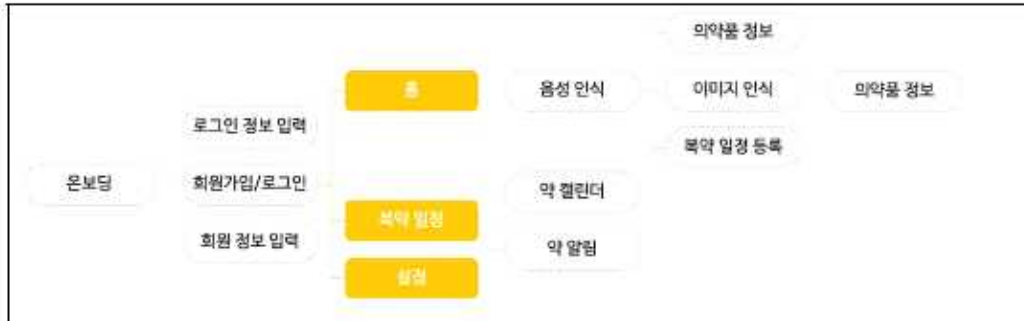 의약품 정보
홈
음성 인식
이미지 인식
의약품 정보
로그인 정보 입력
복약 일정 등록
온보딩
회원가입/로그인
약 캘린더
복약 일정
회원 정보 입력
약 알림
설정